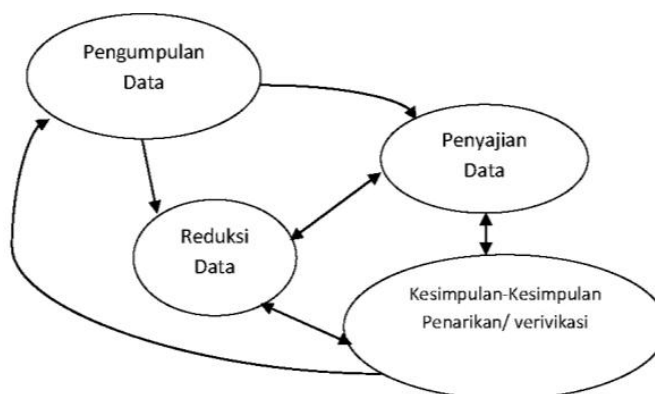 Pengumpulan
Data
Penyajian
Data
Reduksi
Data
Kesimpulan-Kesimpulan
Penarikan/ verivikasi